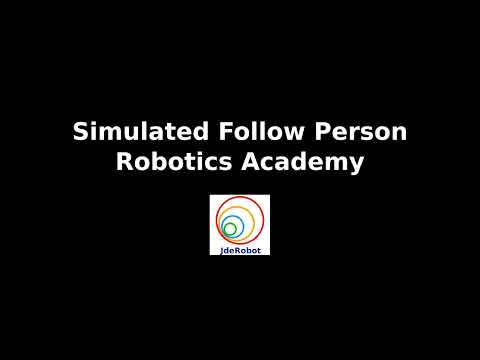 Simulated Follow Person
Robotics Academy
JdeRobot